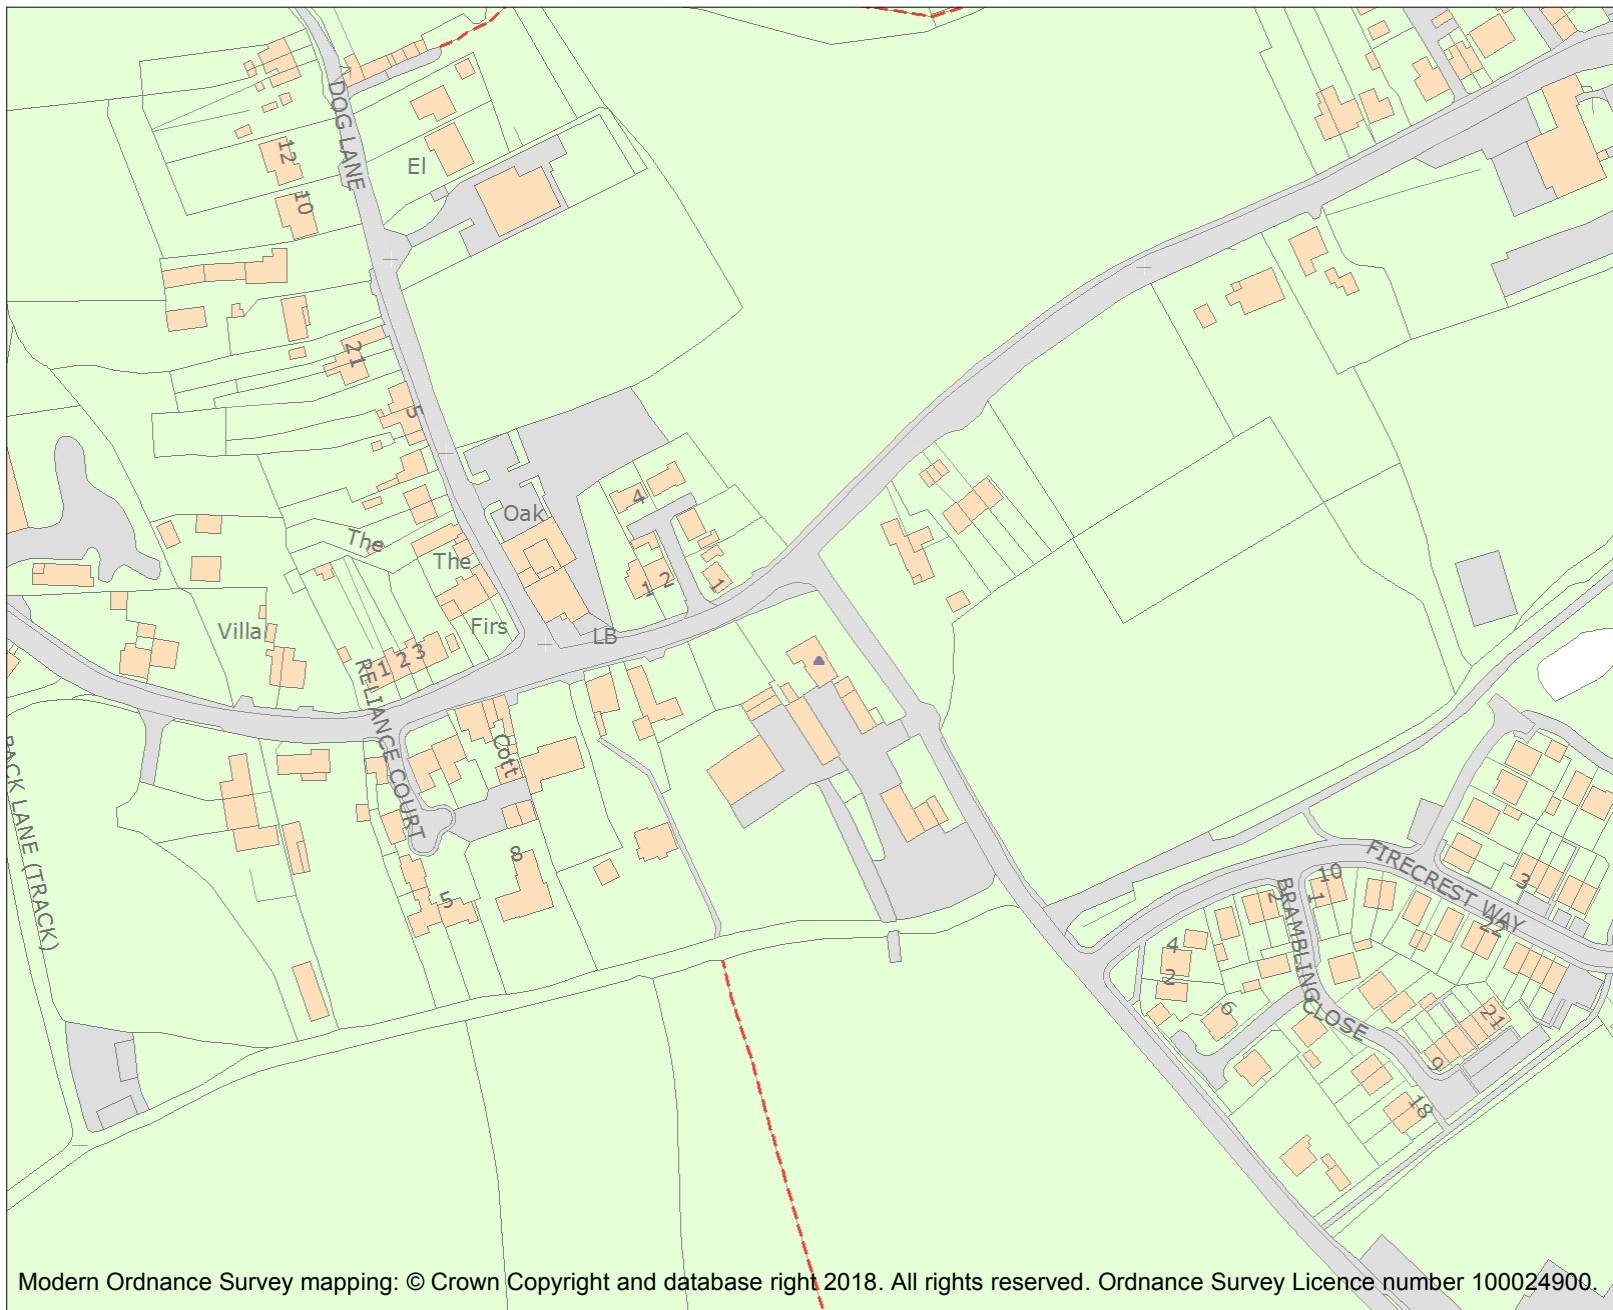 DOG LANE
El
12
10
21
5
Oak
The
The
4
1 2
1
Villa
Firs
LB
1 2 3
RELIANCE COURT
Cott
8
5
BACK LANE (TRACK)
FIRECREST WAY
3
10
1
2
22
BRAMBLING CLOSE
4
2
6
21
9
18
Modern Ordnance Survey mapping: © Crown Copyright and database right 2018. All rights reserved. Ordnance Survey Licence number 100024900.